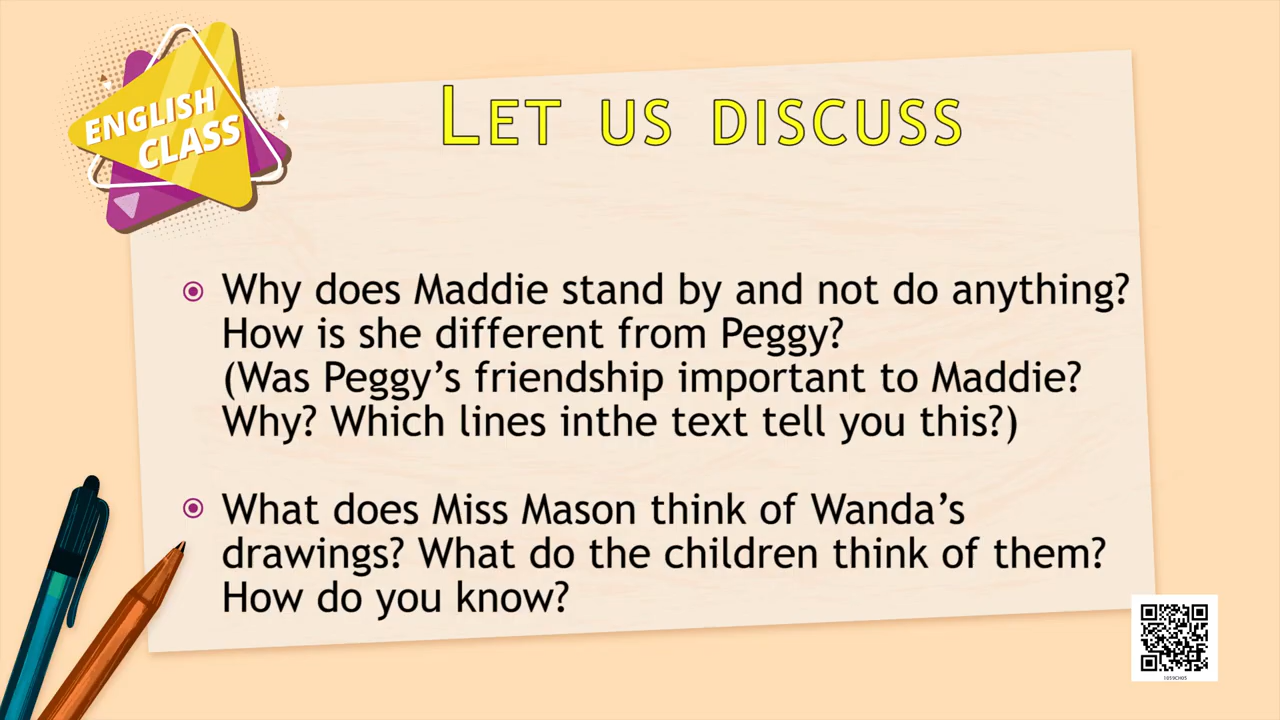 ENGLISH
CLASS
LET US DISCUSS
Why does Maddie stand by and not do anything?
How is she different from Peggy?
(Was Peggy’s friendship important to Maddie?
Why? Which lines inthe text tell you this?)
What does Miss Mason think of Wanda’s
drawings? What do the children think of them?
How do you know?
1059CH05